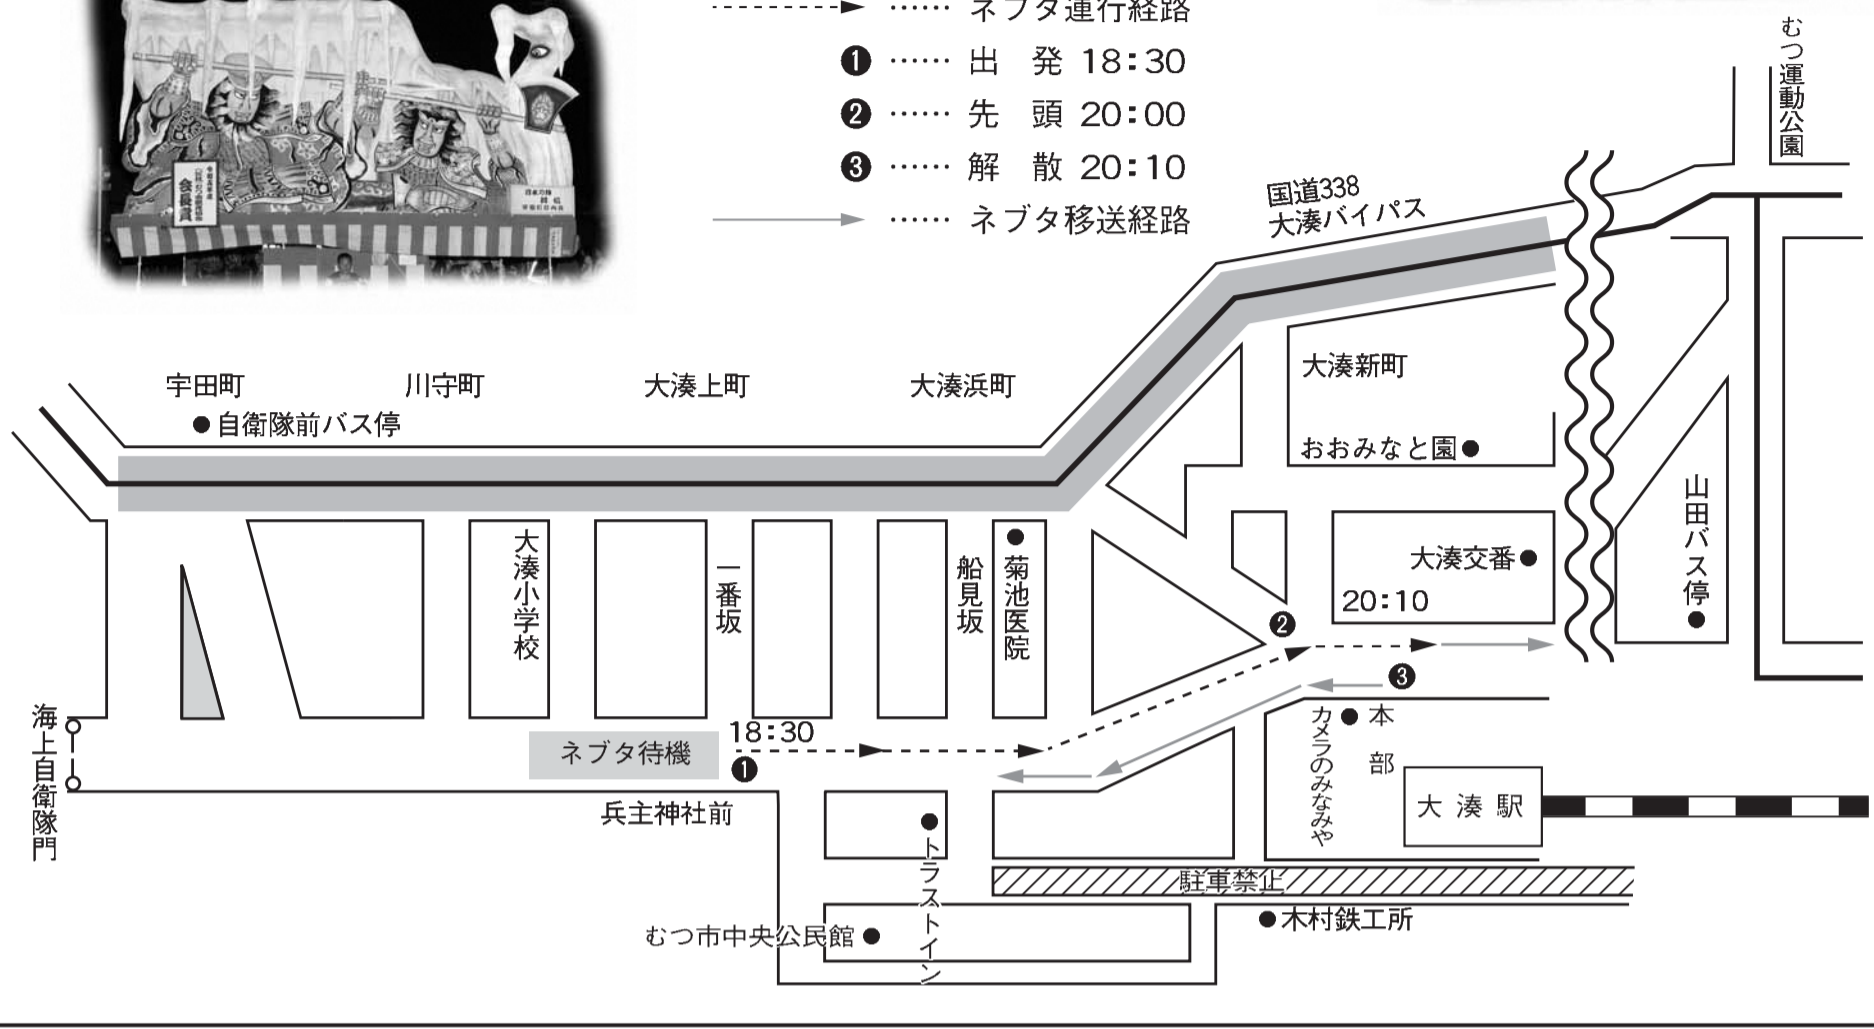 ネブタ運行経路
❶ …… 出 発 18:30
❷ …… 先 頭 20:00
❸ …… 解 散 20:10
…… ネブタ移送経路
会長賞
むつ運動公園
国道338
大湊バイパス
宇田町
川守町
大湊上町
大湊浜町
大湊新町
●自衛隊前バス停
おおみなと園●
山田バス停●
大湊小学校
一番坂
船見坂
●菊池医院
大湊交番●
20:10
❷
❸
海上自衛隊門
ネブタ待機
18:30
❶
兵主神社前
●本部
カメラのみなみや
大湊駅
●トラストイン
駐車禁止
むつ市中央公民館●
●木村鉄工所